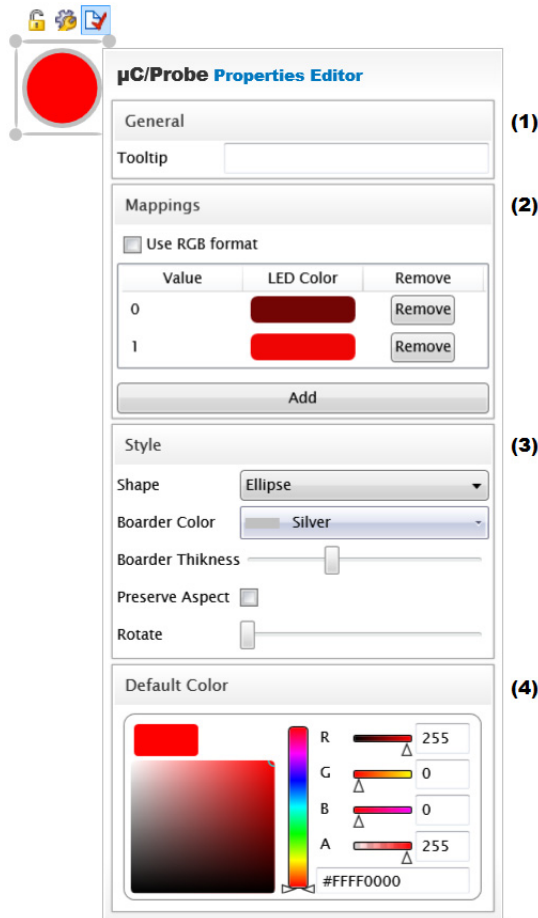 µC/Probe Properties Editor
General (1)
Tooltip
Mappings (2)
Use RGB format
Value LED Color Remove
0 Remove
1 Remove
Add
Style (3)
Shape Ellipse
Boarder Color Silver
Boarder Thikness
Preserve Aspect
Rotate
Default Color (4)
R 255
G 0
B 0
A 255
#FFFF0000